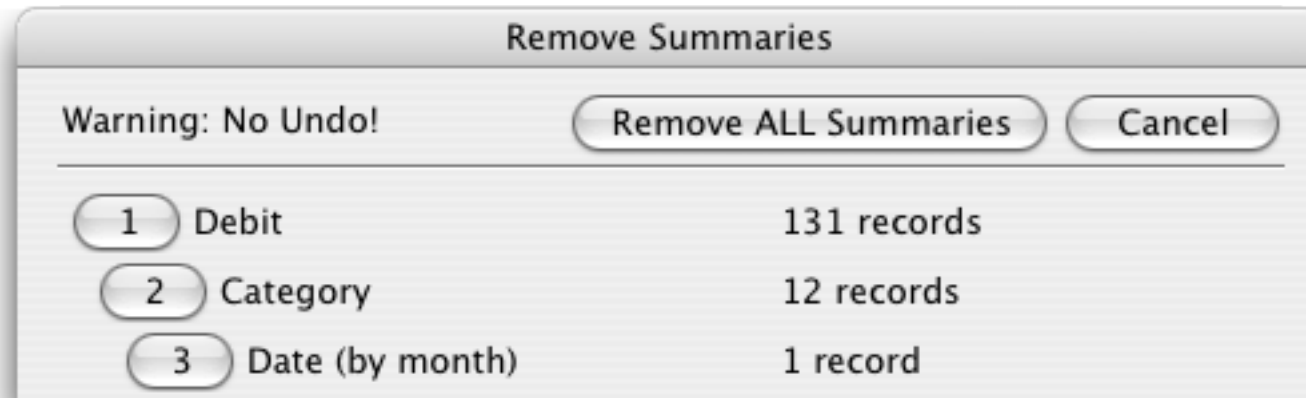 Remove Summaries
Warning: No Undo! Remove ALL Summaries Cancel
1 Debit 131 records
2 Category 12 records
3 Date (by month) 1 record